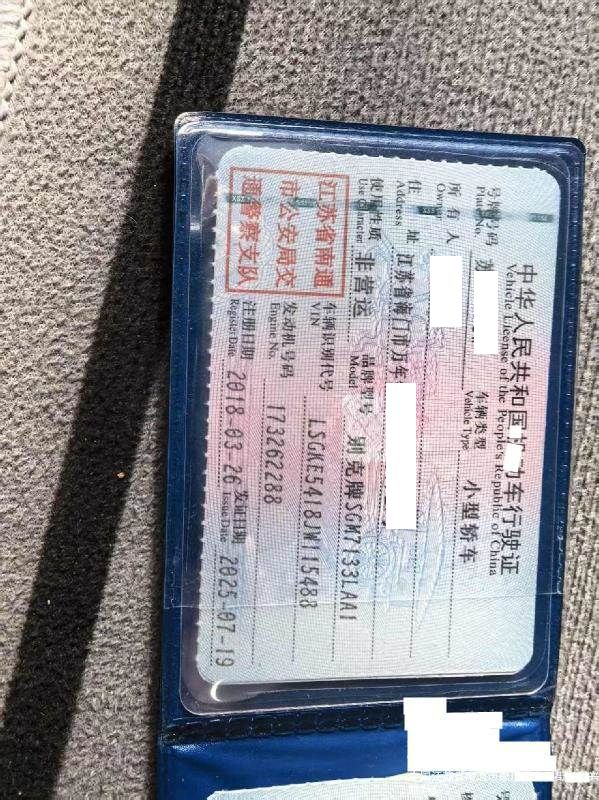 中华人民共和国 车行驶证
Vehicle License of the People's Republic of China
号牌号码 苏 车辆类型 小型轿车
Plate No. Vehicle Type
所有人
Owner
住址 江苏省海门市万年
Address
使用性质 非营运 品牌型号 别克牌SGM7133LAA1
Use Character Model
江苏省南通
市公安局交
通警察支队
车辆识别代号 LSGKE5418JW115488
VIN
发动机号码 173262288
Engine No.
注册日期 2018-03-26 发证日期 2025-07-19
Register Date Issue Date